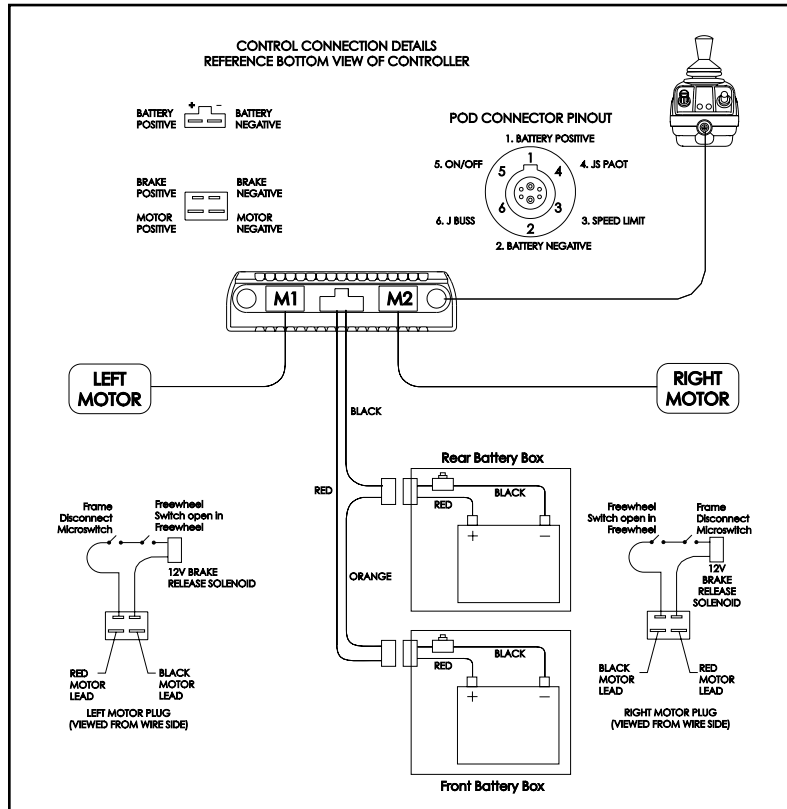 CONTROL CONNECTION DETAILS
REFERENCE BOTTOM VIEW OF CONTROLLER
BATTERY POSITIVE
+ -
BATTERY NEGATIVE
BRAKE POSITIVE
BRAKE NEGATIVE
MOTOR POSITIVE
MOTOR NEGATIVE
POD CONNECTOR PINOUT
1. BATTERY POSITIVE
5. ON/OFF
4. JS PAOT
1
5
4
6
3
2
6. J BUSS
3. SPEED LIMIT
2. BATTERY NEGATIVE
M1
M2
LEFT
MOTOR
RIGHT
MOTOR
BLACK
RED
ORANGE
Rear Battery Box
RED
BLACK
+ -
RED
BLACK
+ -
Front Battery Box
Frame
Disconnect
Microswitch
Freewheel
Switch open in
Freewheel
12V BRAKE
RELEASE SOLENOID
RED
MOTOR
LEAD
BLACK
MOTOR
LEAD
LEFT MOTOR PLUG
(VIEWED FROM WIRE SIDE)
Freewheel
Switch open in
Freewheel
Frame
Disconnect
Microswitch
12V
BRAKE
RELEASE
SOLENOID
BLACK
MOTOR
LEAD
RED
MOTOR
LEAD
RIGHT MOTOR PLUG
(VIEWED FROM WIRE SIDE)